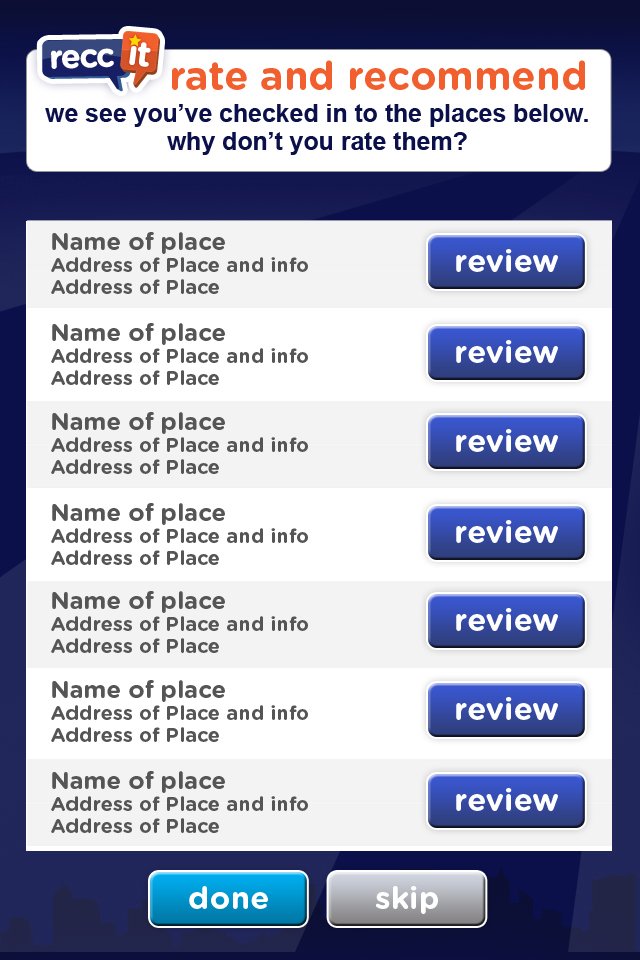 recc it
rate and recommend
we see you've checked in to the places below.
why don't you rate them?
Name of place
Address of Place and info
Address of Place
review
Name of place
Address of Place and info
Address of Place
review
Name of place
Address of Place and info
Address of Place
review
Name of place
Address of Place and info
Address of Place
review
Name of place
Address of Place and info
Address of Place
review
Name of place
Address of Place and info
Address of Place
review
Name of place
Address of Place and info
Address of Place
review
done
skip